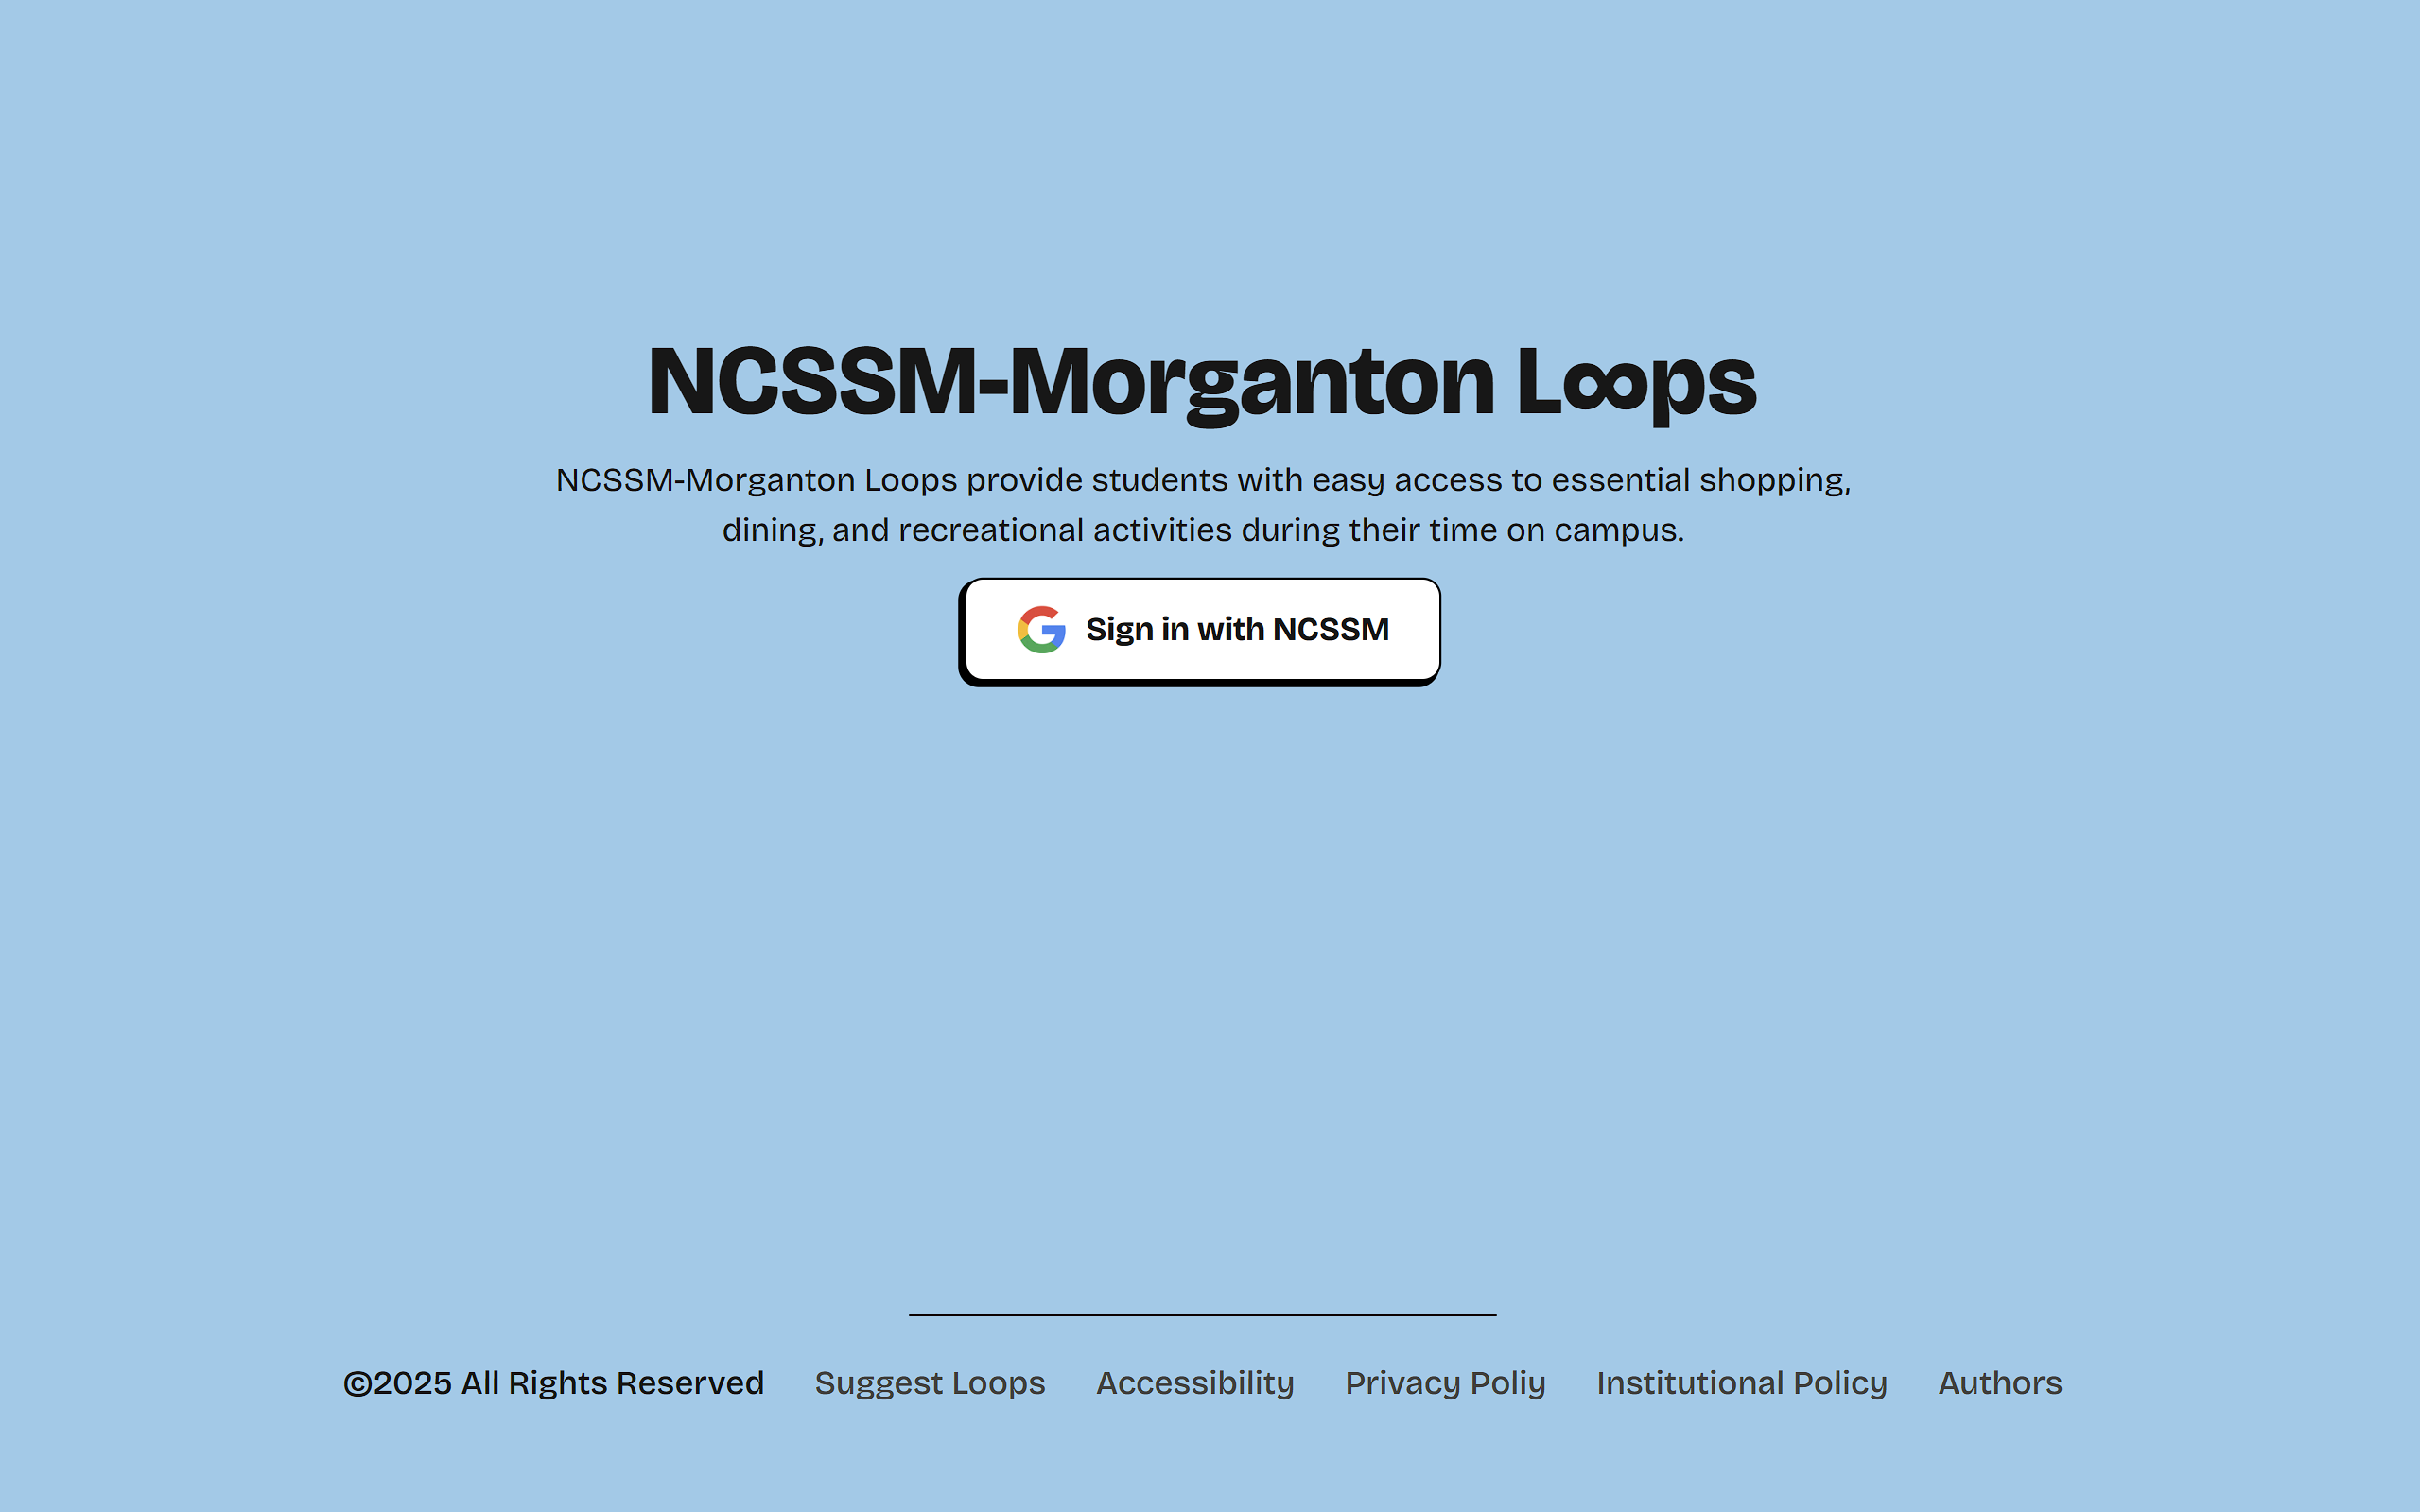 NCSSM-Morganton L∞ps
NCSSM-Morganton Loops provide students with easy access to essential shopping,
dining, and recreational activities during their time on campus.
Sign in with NCSSM
©2025 All Rights Reserved Suggest Loops Accessibility Privacy Poliy Institutional Policy Authors